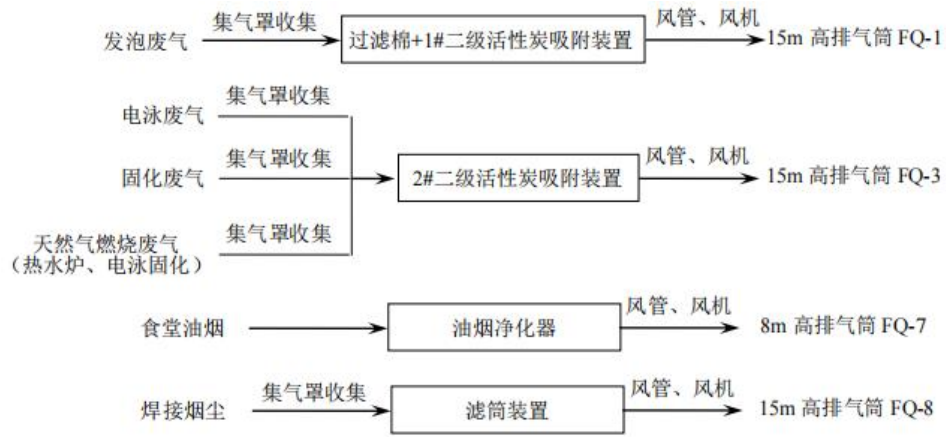 发泡废气
集气罩收集
过滤棉+1#二级活性炭吸附装置
风管、风机
15m 高排气筒 FQ-1
电泳废气
集气罩收集
固化废气
集气罩收集
2#二级活性炭吸附装置
风管、风机
15m 高排气筒 FQ-3
天然气燃烧废气
(热水炉、电泳固化)
集气罩收集
食堂油烟
油烟净化器
风管、风机
8m 高排气筒 FQ-7
焊接烟尘
集气罩收集
滤筒装置
风管、风机
15m 高排气筒 FQ-8